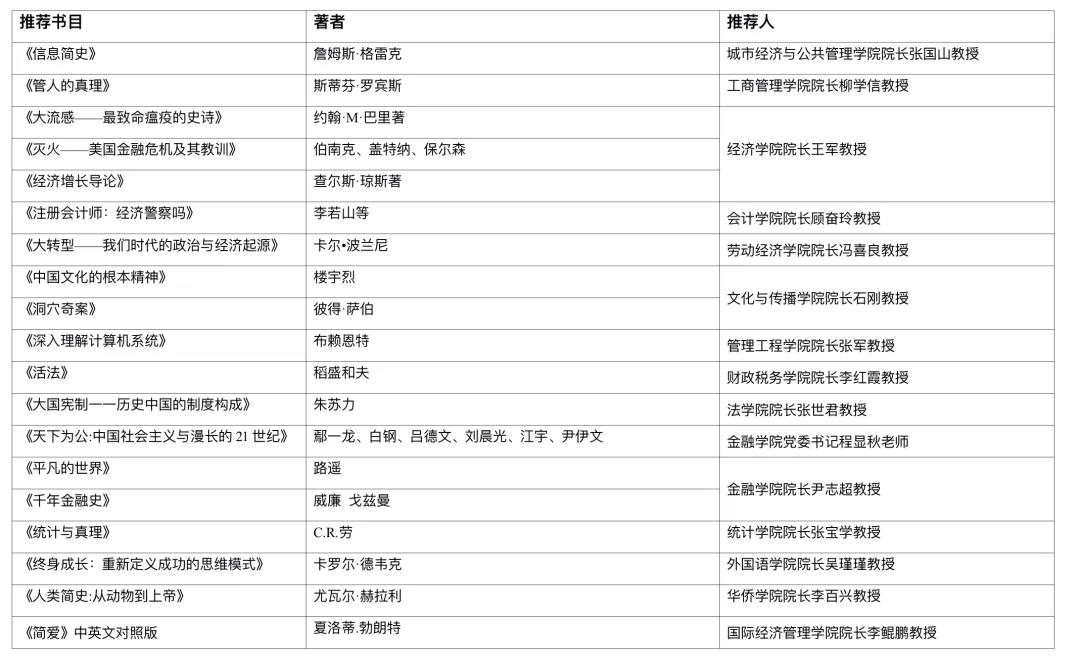 推荐书目 著者 推荐人
《信息简史》 詹姆斯·格雷克 城市经济与公共管理学院院长张国山教授
《管人的真理》 斯蒂芬·罗宾斯 工商管理学院院长柳学信教授
《大流感——最致命瘟疫的史诗》 约翰·M·巴里著
《灭火——美国金融危机及其教训》 伯南克、盖特纳、保尔森 经济学院院长王军教授
《经济增长导论》 查尔斯·琼斯著
《注册会计师：经济警察吗》 李若山等 会计学院院长顾奋玲教授
《大转型——我们时代的政治与经济起源》 卡尔•波兰尼 劳动经济学院院长冯喜良教授
《中国文化的根本精神》 楼宇烈 文化与传播学院院长石刚教授
《洞穴奇案》 彼得·萨伯
《深入理解计算机系统》 布赖恩特 管理工程学院院长张军教授
《活法》 稻盛和夫 财政税务学院院长李红霞教授
《大国宪制一一历史中国的制度构成》 朱苏力 法学院院长张世君教授
《天下为公:中国社会主义与漫长的 21 世纪》 鄢一龙、白钢、吕德文、刘晨光、江宇、尹伊文 金融学院党委书记程显秋老师
《平凡的世界》 路遥 金融学院院长尹志超教授
《千年金融史》 威廉 戈兹曼
《统计与真理》 C.R.劳 统计学院院长张宝学教授
《终身成长：重新定义成功的思维模式》 卡罗尔·德韦克 外国语学院院长吴瑾瑾教授
《人类简史:从动物到上帝》 尤瓦尔·赫拉利 华侨学院院长李百兴教授
《简爱》中英文对照版 夏洛蒂.勃朗特 国际经济管理学院院长李鲲鹏教授